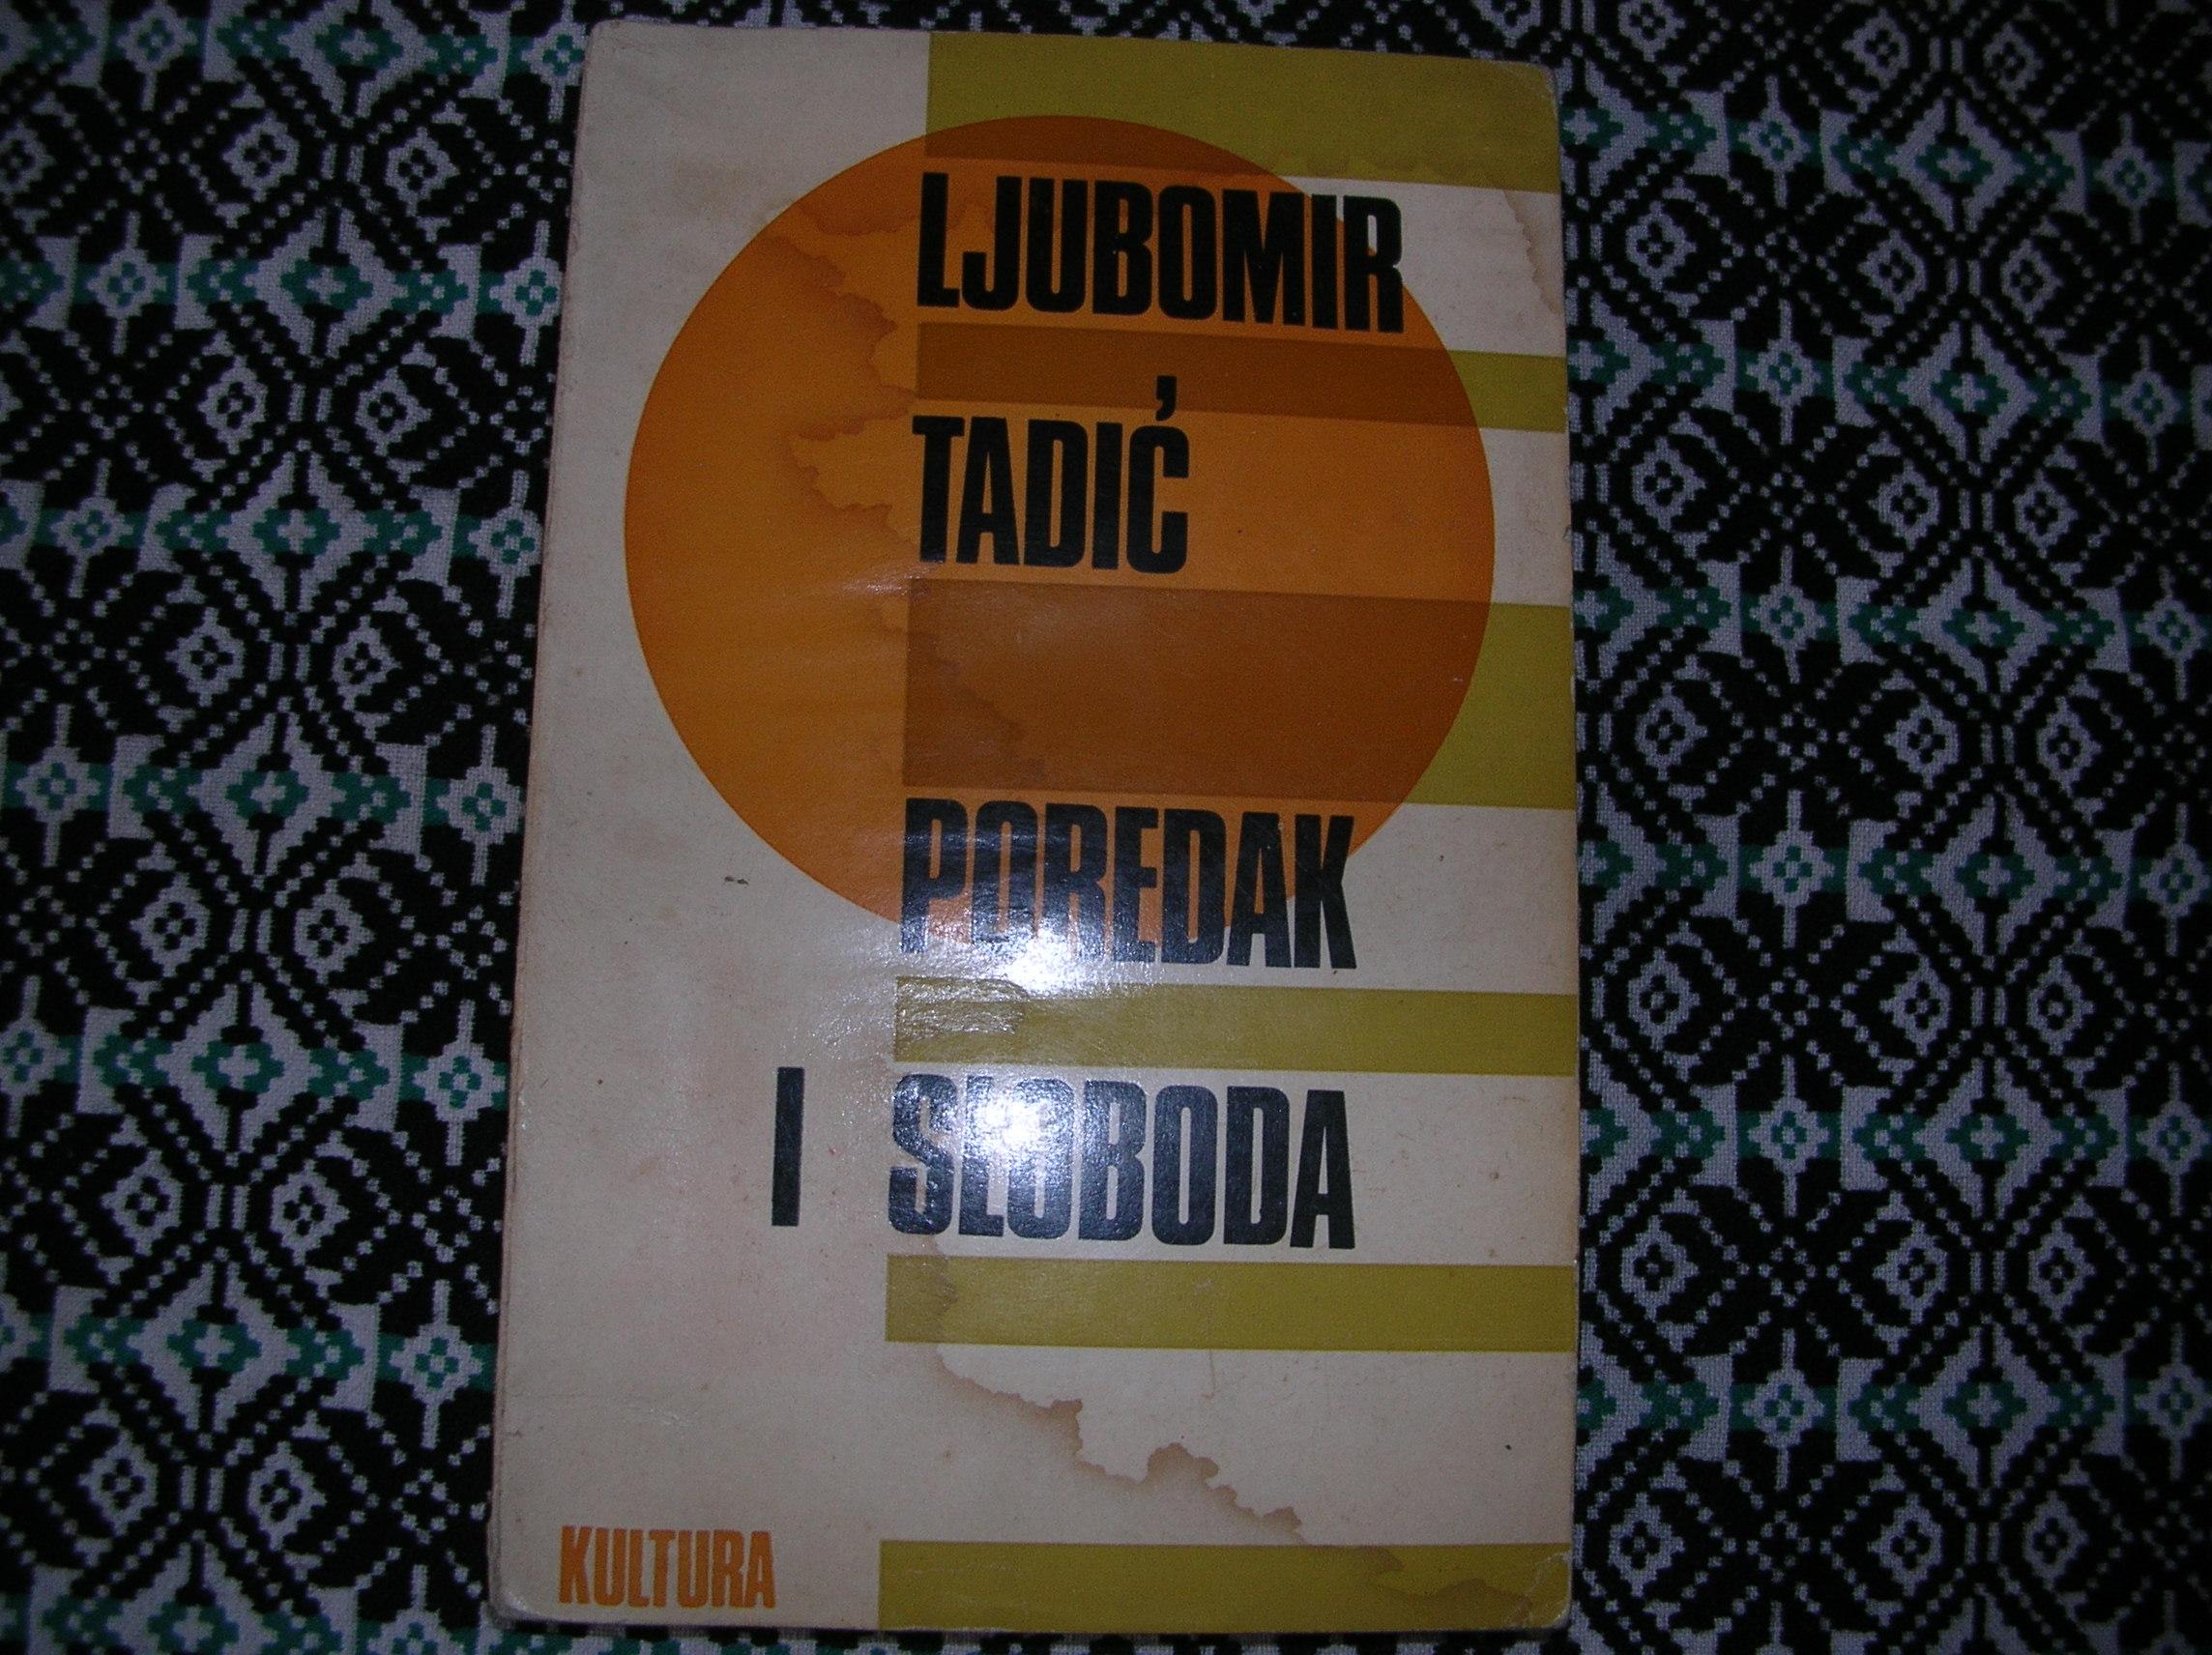 LJUBOMIR
TADIĆ
POREDAK
I SLOBODA
KULTURA